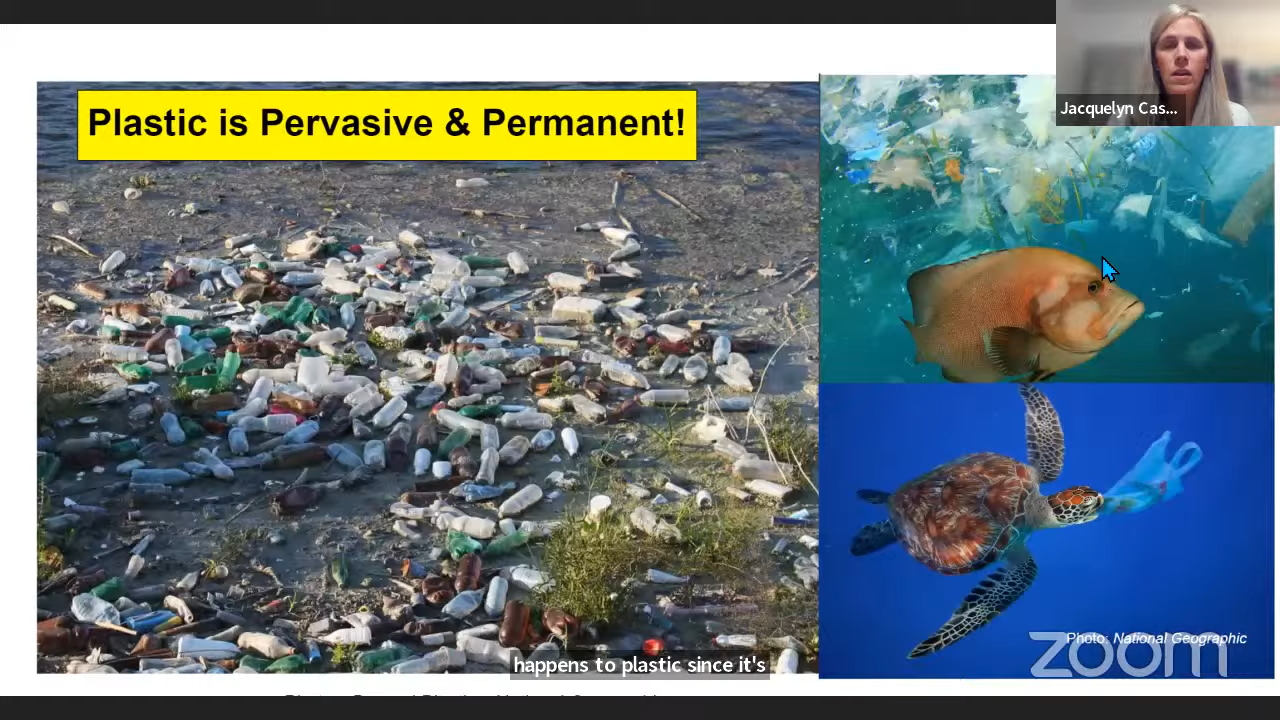 Plastic is Pervasive & Permanent!
Jacquelyn Cas...
Photo: National Geographic
zoom
happens to plastic since it's